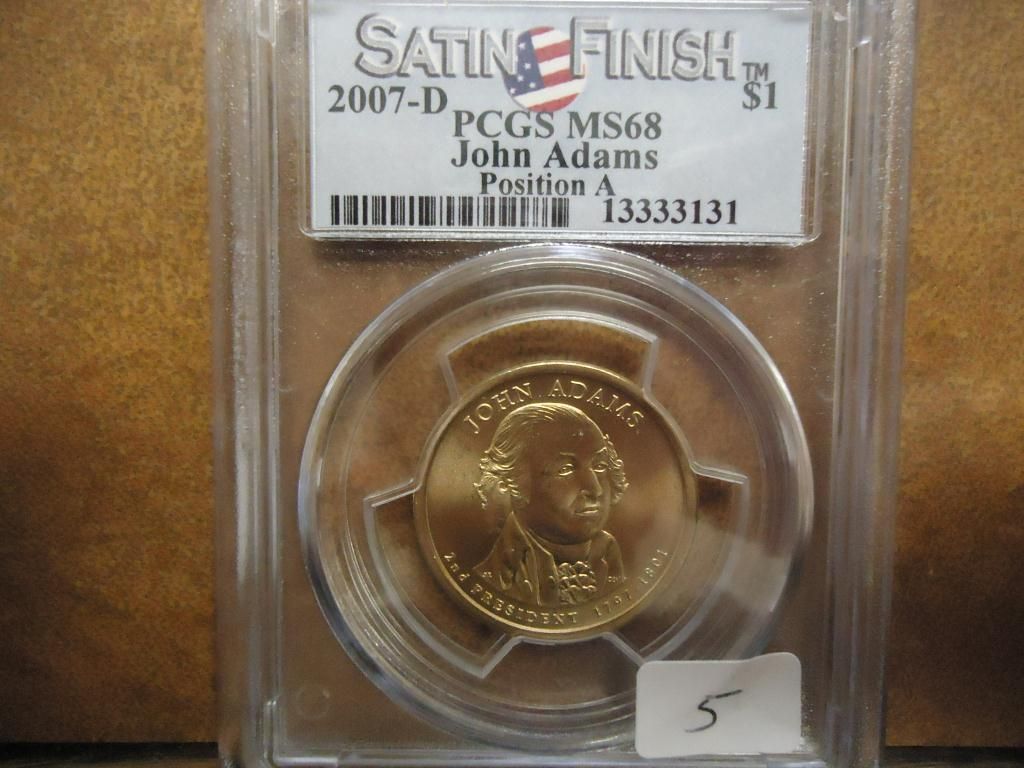 SATIN FINISH TM
2007-D $1
PCGS MS68
John Adams
Position A
13333131
JOHN ADAMS
2nd PRESIDENT 1797 1801
5